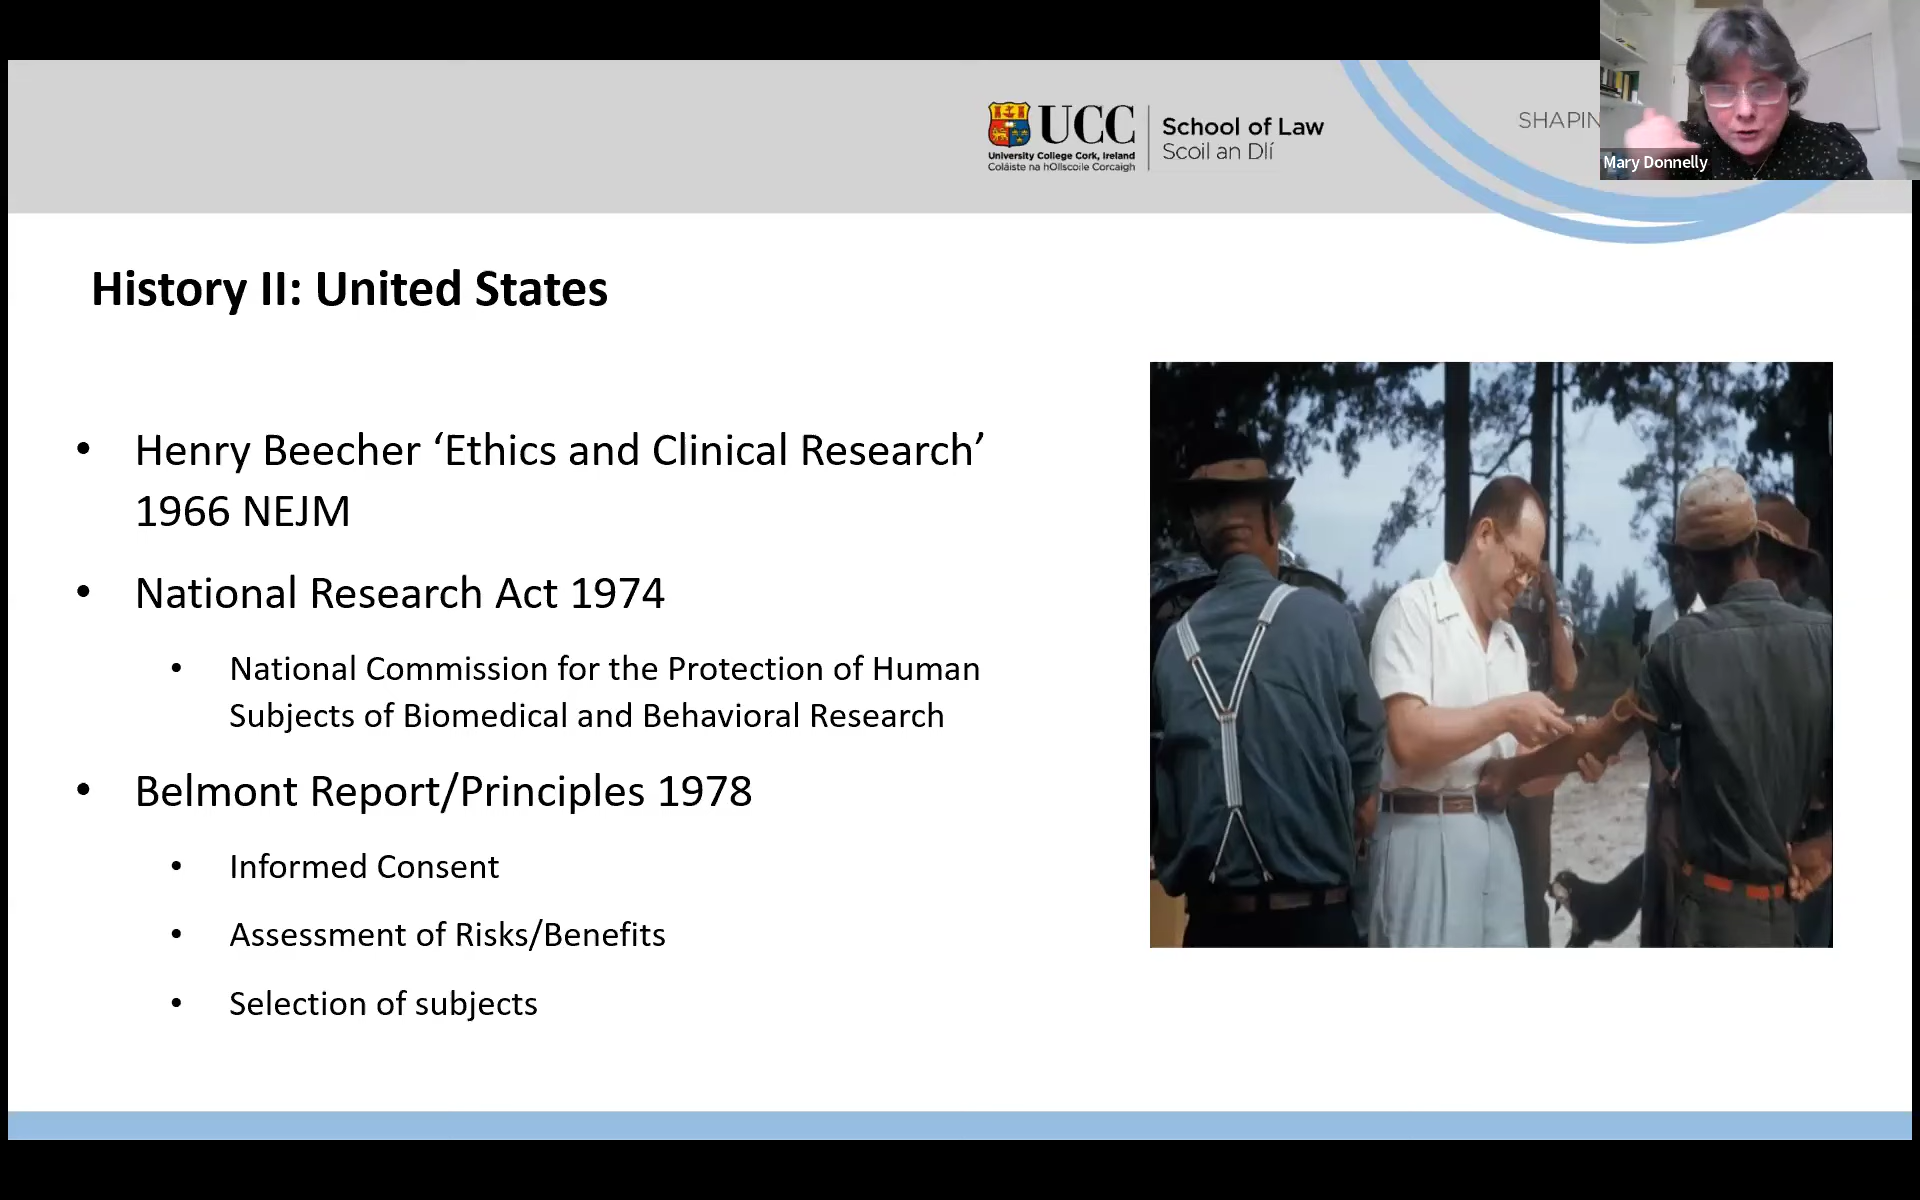 UCC
University College Cork, Ireland
Coláiste na hOllscoile Corcaigh
School of Law
Scoil an Dlí
SHAPIN
Mary Donnelly
History II: United States
• Henry Beecher ‘Ethics and Clinical Research’
1966 NEJM
• National Research Act 1974
• National Commission for the Protection of Human
Subjects of Biomedical and Behavioral Research
• Belmont Report/Principles 1978
• Informed Consent
• Assessment of Risks/Benefits
• Selection of subjects